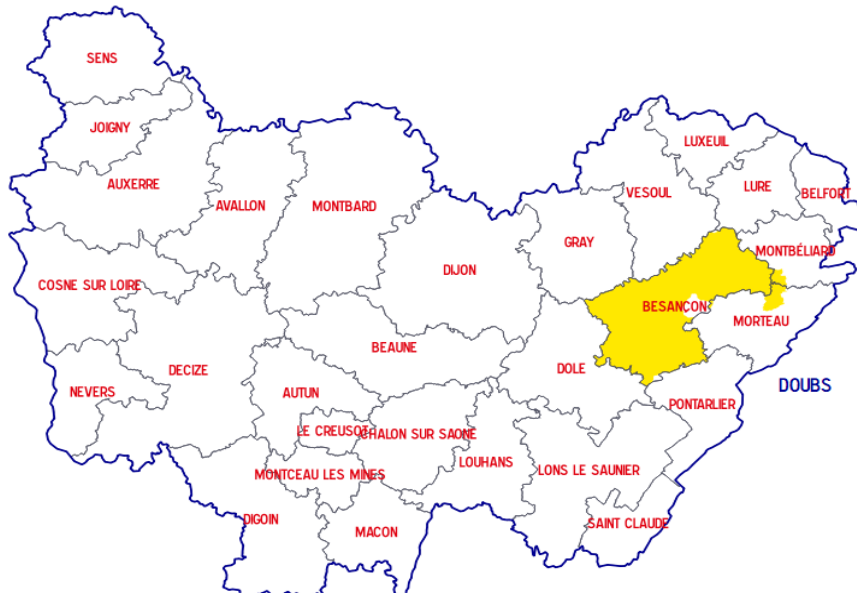 SENS
JOIGNY
LUXEUIL
AUXERRE
LURE
BELFORT
VESOUL
AVALLON
MONTBARD
GRAY
MONTBÉLIARD
DIJON
COSNE SUR LOIRE
BESANÇON
MORTEAU
BEAUNE
DECIZE
DOLE
DOUBS
NEVERS
AUTUN
PONTARLIER
LE CREUSOT
CHALON SUR SAONE
LOUHANS
LONS LE SAUNIER
MONTCEAU LES MINES
DIGOIN
SAINT CLAUDE
MACON